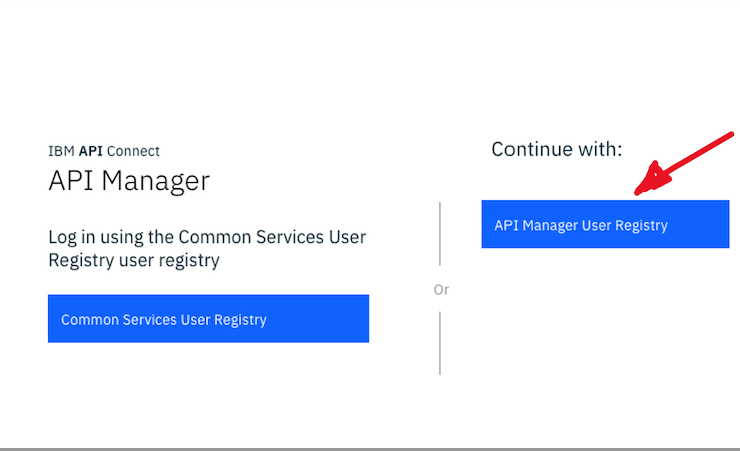 IBM API Connect
API Manager
Log in using the Common Services User
Registry user registry
Common Services User Registry
Or
Continue with:
API Manager User Registry